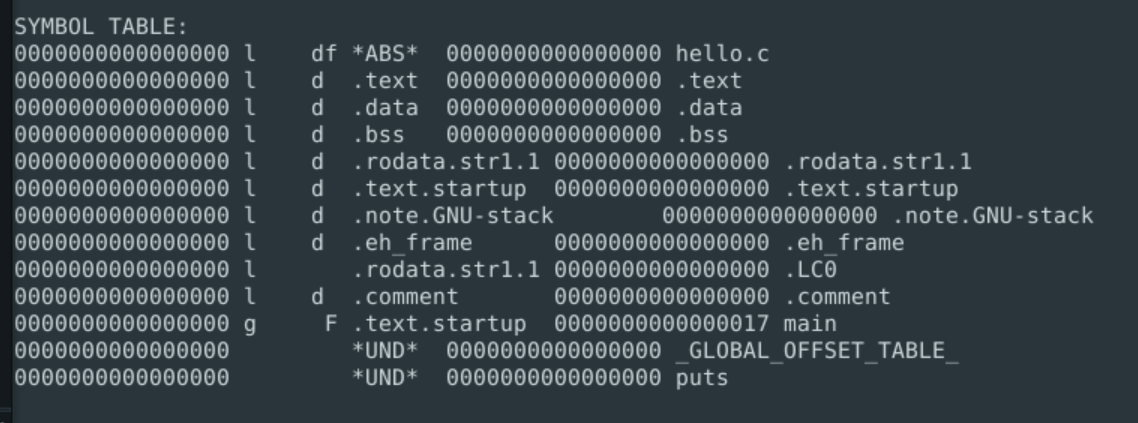 SYMBOL TABLE:
0000000000000000 l    df *ABS*  0000000000000000 hello.c
0000000000000000 l    d  .text  0000000000000000 .text
0000000000000000 l    d  .data  0000000000000000 .data
0000000000000000 l    d  .bss   0000000000000000 .bss
0000000000000000 l    d  .rodata.str1.1 0000000000000000 .rodata.str1.1
0000000000000000 l    d  .text.startup  0000000000000000 .text.startup
0000000000000000 l    d  .note.GNU-stack        0000000000000000 .note.GNU-stack
0000000000000000 l    d  .eh_frame      0000000000000000 .eh_frame
0000000000000000 l       .rodata.str1.1 0000000000000000 .LC0
0000000000000000 l    d  .comment       0000000000000000 .comment
0000000000000000 g     F .text.startup  0000000000000017 main
0000000000000000         *UND*  0000000000000000 _GLOBAL_OFFSET_TABLE_
0000000000000000         *UND*  0000000000000000 puts